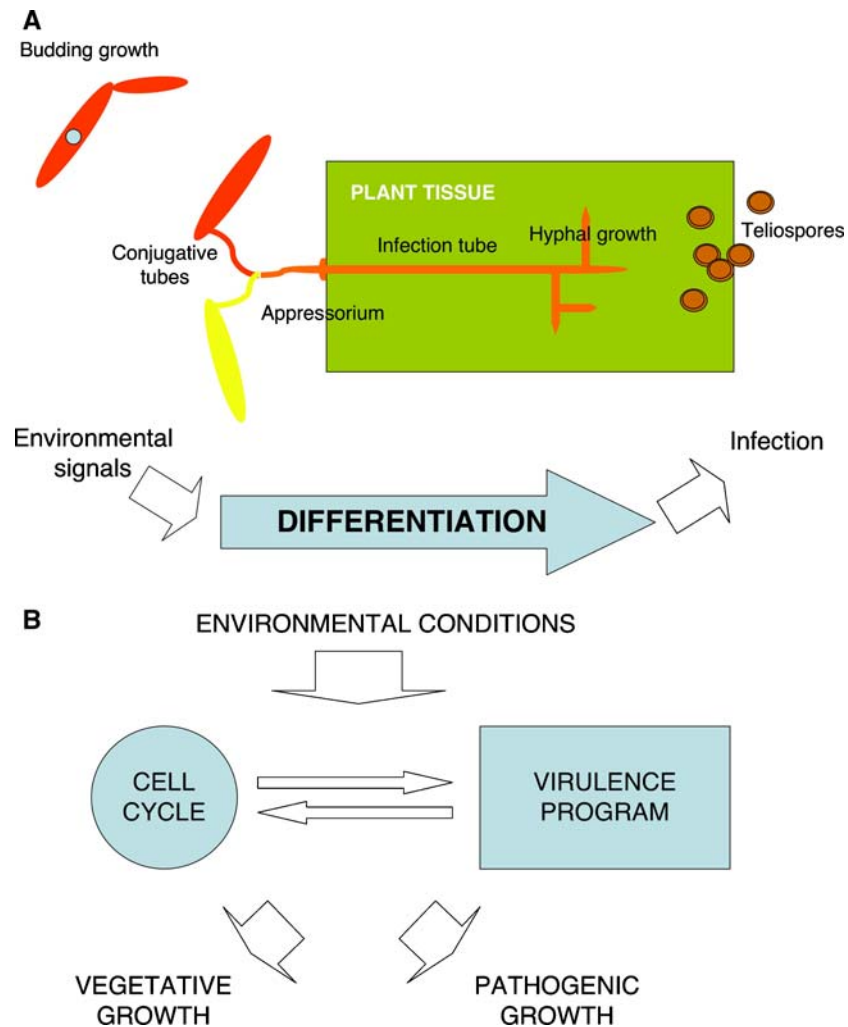 A
Budding growth
PLANT TISSUE
Conjugative
tubes
Infection tube
Hyphal growth
Teliospores
Appressorium
Environmental
signals
Infection
DIFFERENTIATION
B
ENVIRONMENTAL CONDITIONS
CELL
CYCLE
VIRULENCE
PROGRAM
VEGETATIVE
GROWTH
PATHOGENIC
GROWTH